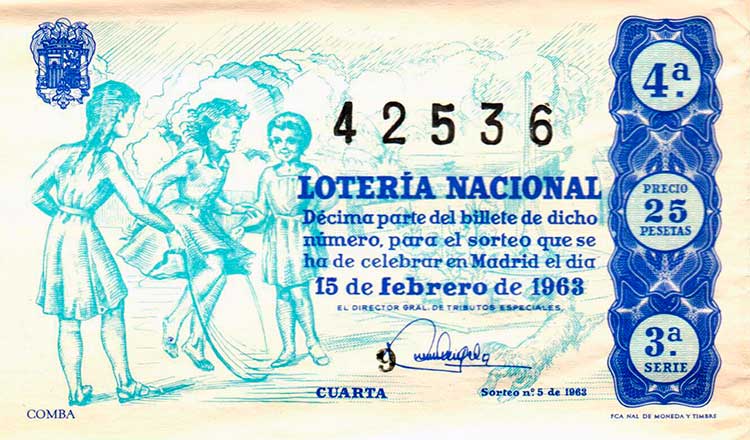 42536
LOTERÍA NACIONAL
Décima parte del billete de dicho
número, para el sorteo que se
ha de celebrar en Madrid el día
15 de febrero de 1963
EL DIRECTOR GRAL. DE TRIBUTOS ESPECIALES,
9
CUARTA
Sorteo nº. 5 de 1963
COMBA
4ª.
PRECIO
25
PESETAS
3ª.
SERIE
FCA NAL DE MONEDA Y TIMBRE